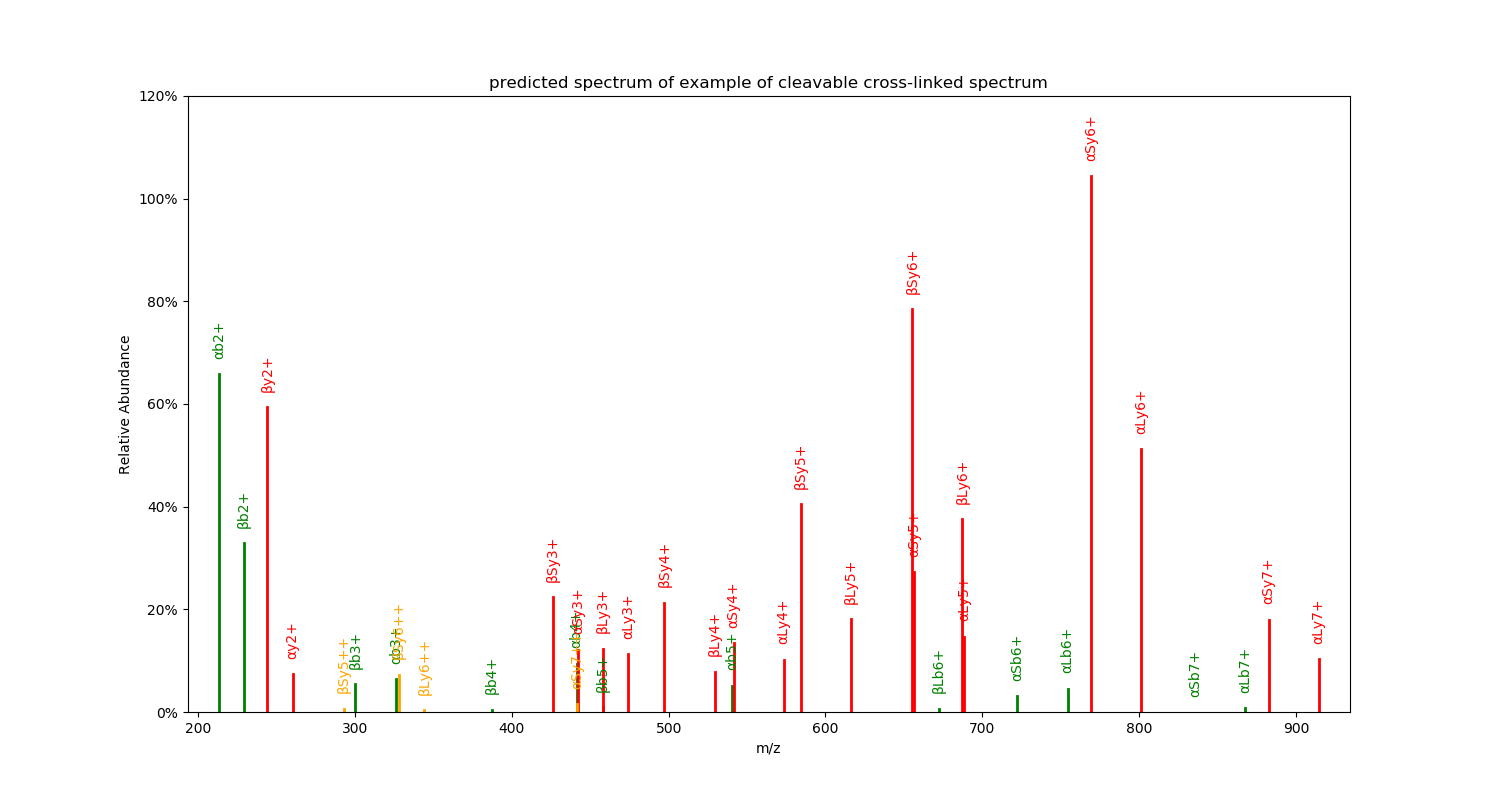 predicted spectrum of example of cleavable cross-linked spectrum
120%
100%
80%
60%
40%
20%
0%
Relative Abundance
αb2+
βb2+
βy2+
αy2+
βSy5++
βb3+
αb3+
βSy6++
βLy6++
βb4+
βSy3+
αb4+
αSy3+
αSy7++
βLy3+
βb5+
αLy3+
βSy4+
βLy4+
αb5+
αSy4+
αLy4+
βSy5+
βLy5+
βSy6+
αSy5+
βLb6+
βLy6+
αLy5+
αSb6+
αLb6+
αSy6+
αLy6+
αSb7+
αLb7+
αSy7+
αLy7+
200
300
400
500
600
700
800
900
m/z